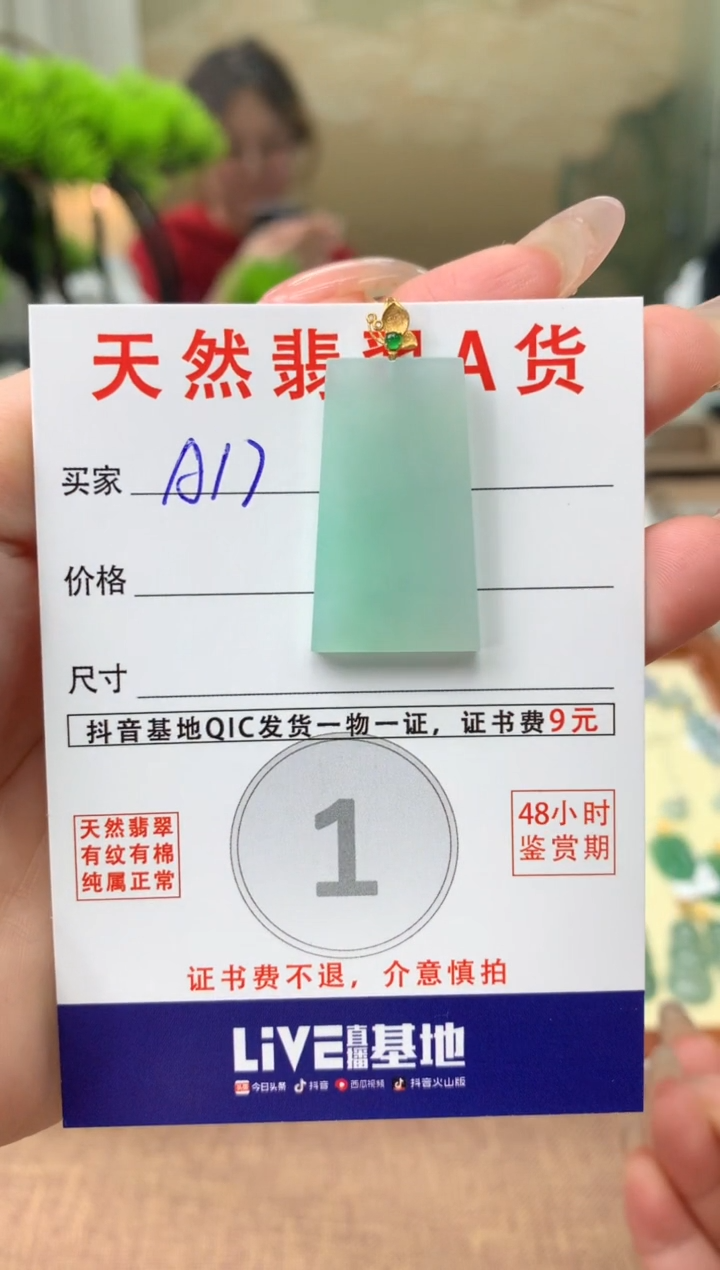 天然翡翠A货
买家 A17
价格
尺寸
抖音基地QIC发货一物一证，证书费9元
天然翡翠
有纹有棉
纯属正常
1
48小时
鉴赏期
证书费不退，介意慎拍
LiVE直播基地
今日头条 抖音 西瓜视频 抖音火山版